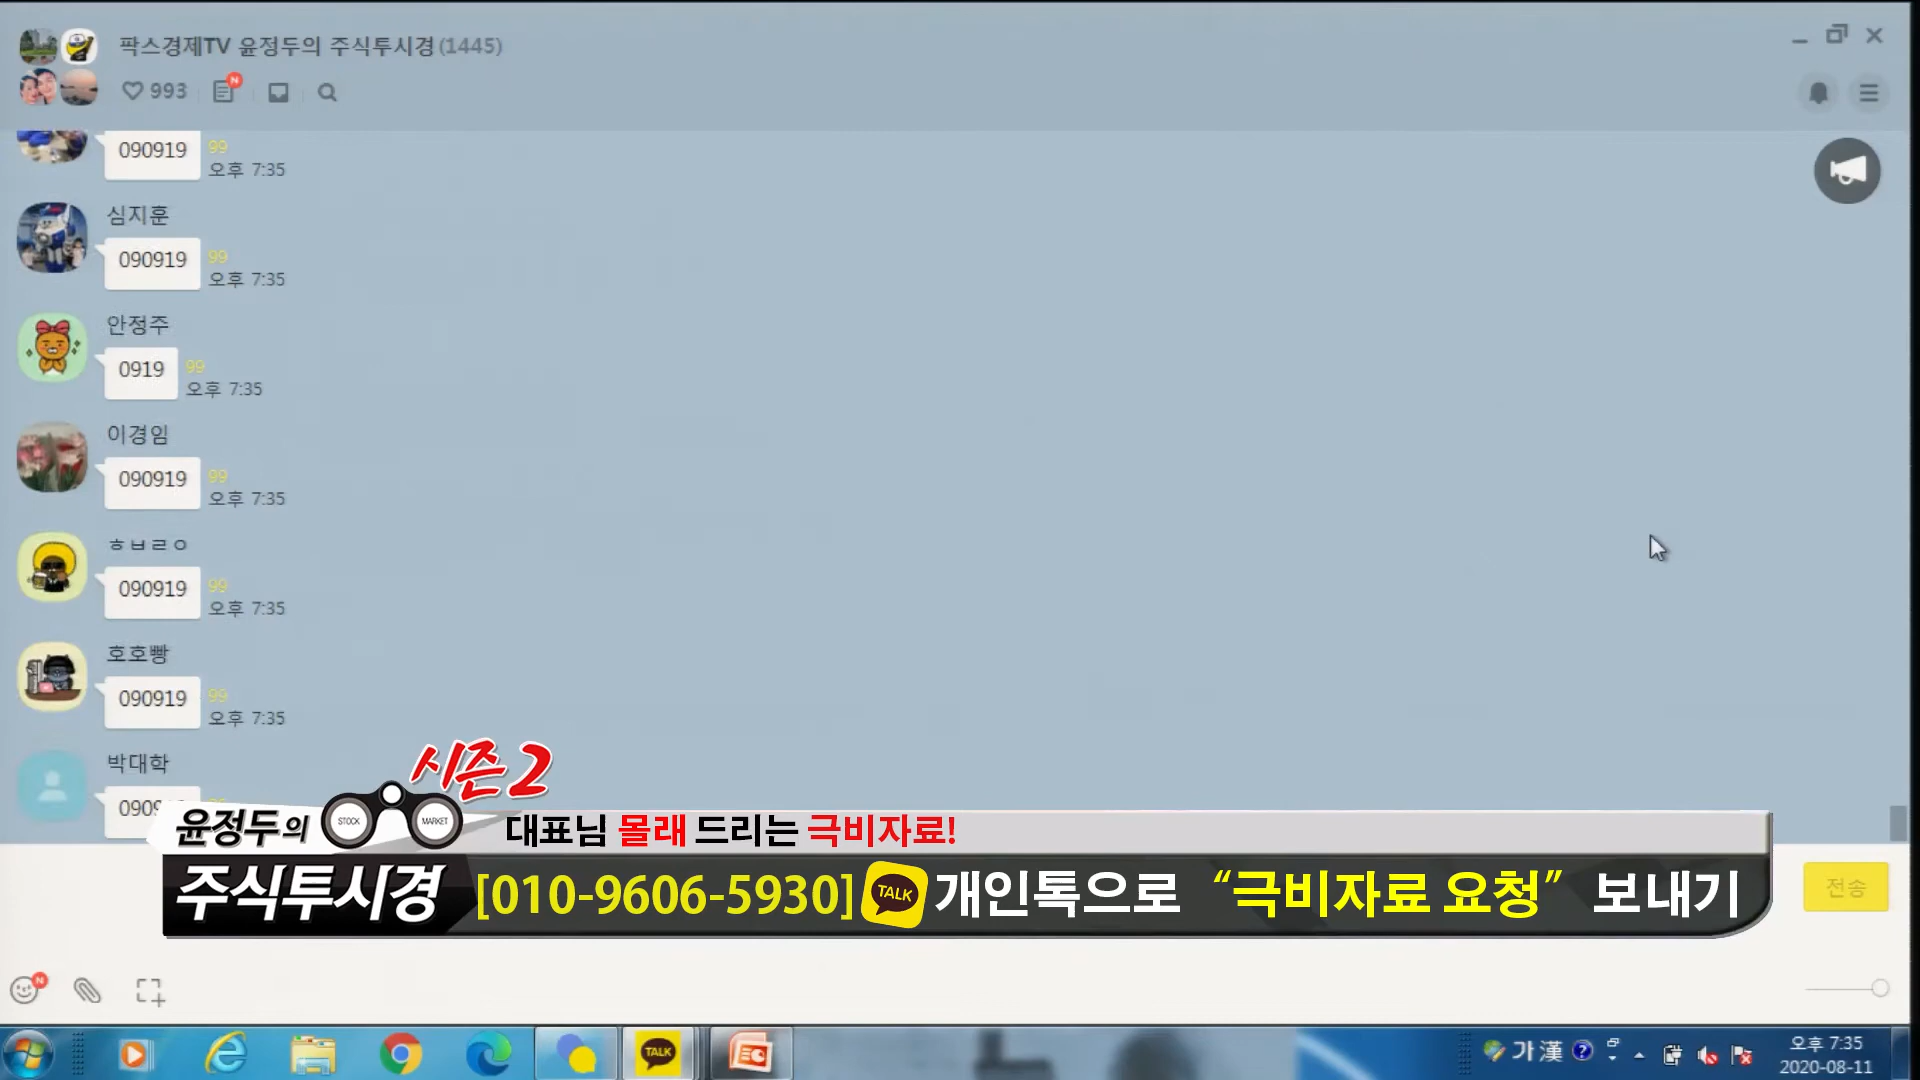 팍스경제TV 윤정두의 주식투시경 (1445)
993
N
090919
99
오후 7:35
심지훈
090919
99
오후 7:35
안정주
0919
99
오후 7:35
이경임
090919
99
오후 7:35
ㅎㅂㄹㅇ
090919
99
오후 7:35
호호빵
090919
99
오후 7:35
박대학
시즌2
윤정두의
STOCK
MARKET
주식투시경
대표님 몰래 드리는 극비자료!
[010-9606-5930] TALK 개인톡으로 “극비자료 요청” 보내기
전송
N
TALK
가 漢
오후 7:35
2020-08-11